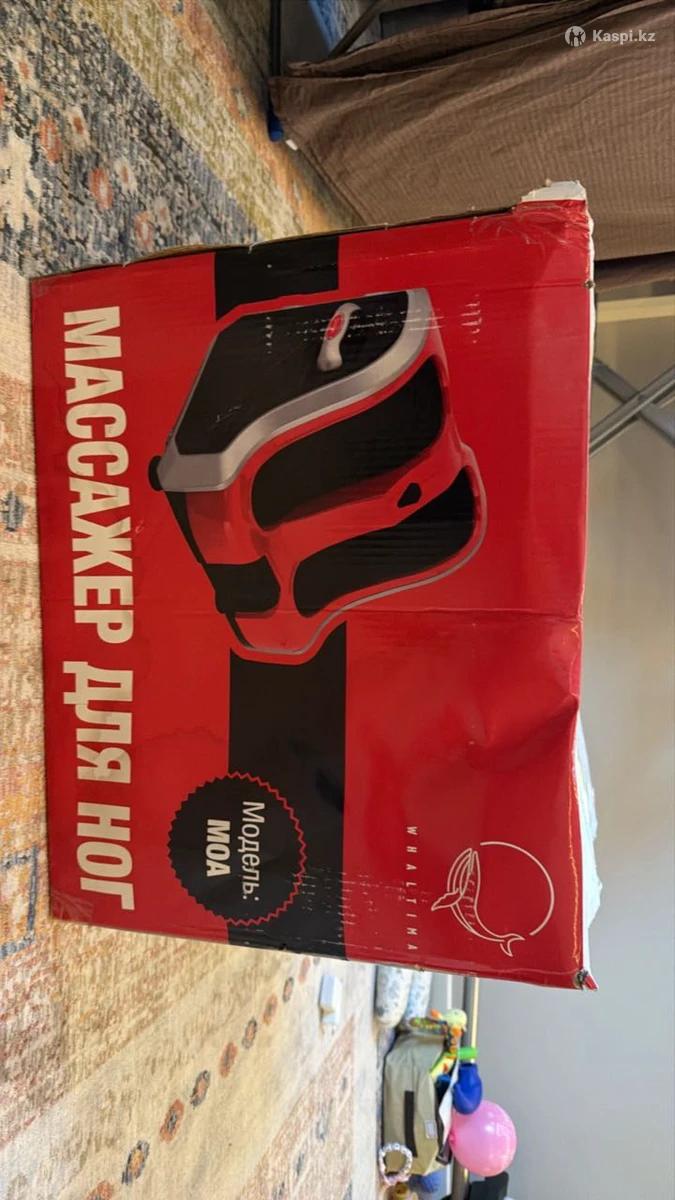 Kaspi.kz
WHALTIMA
Модель:
МОА
МАССАЖЕР ДЛЯ НОГ